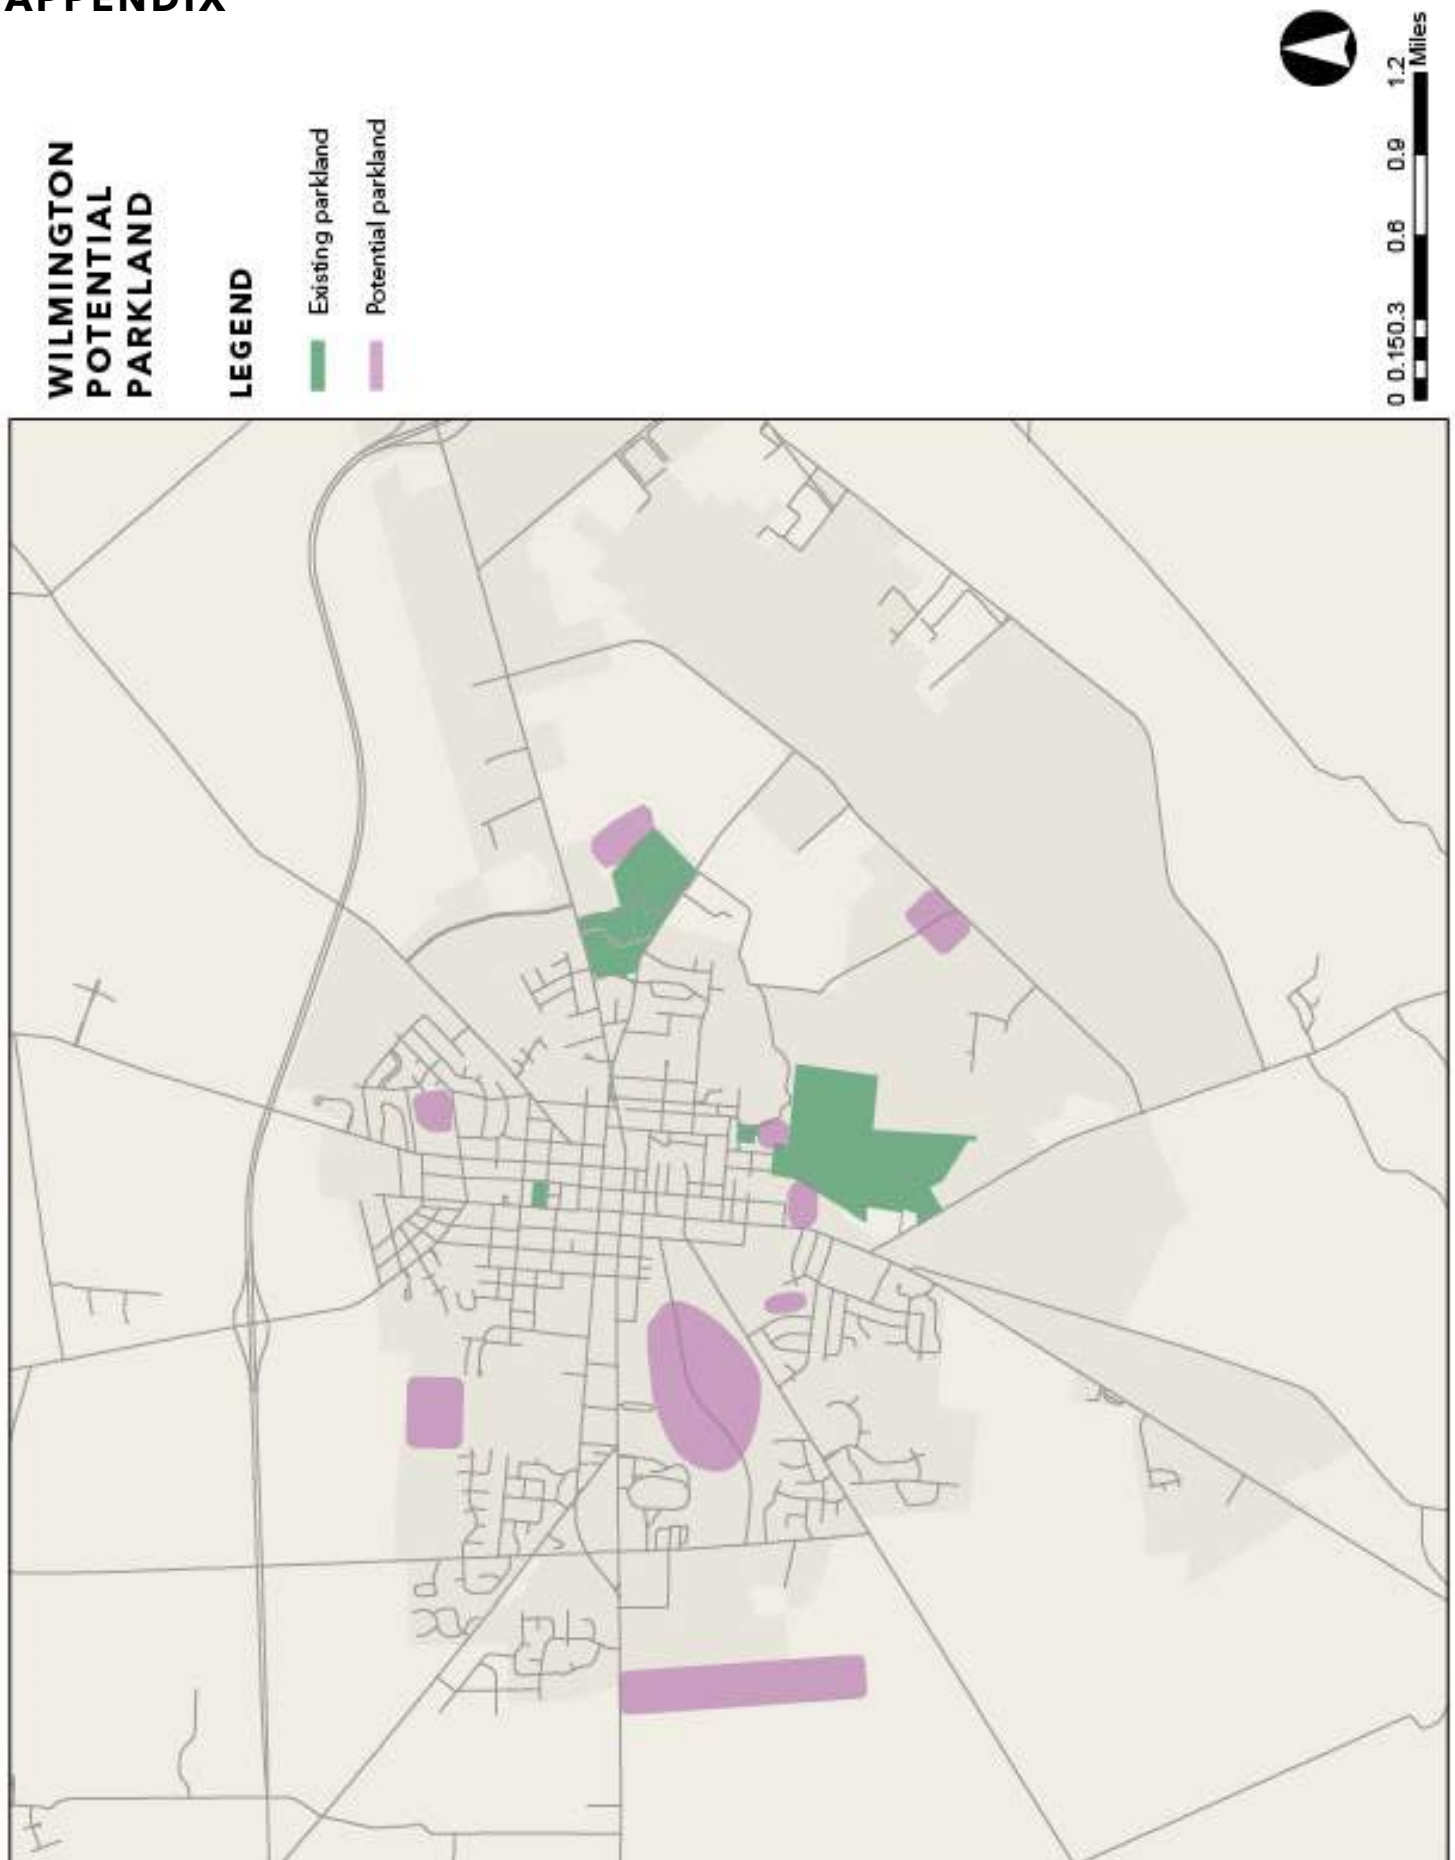 APPENDIX
WILMINGTON
POTENTIAL
PARKLAND
LEGEND
Existing parkland
Potential parkland
0 0.150.3 0.6 0.9 1.2
Miles